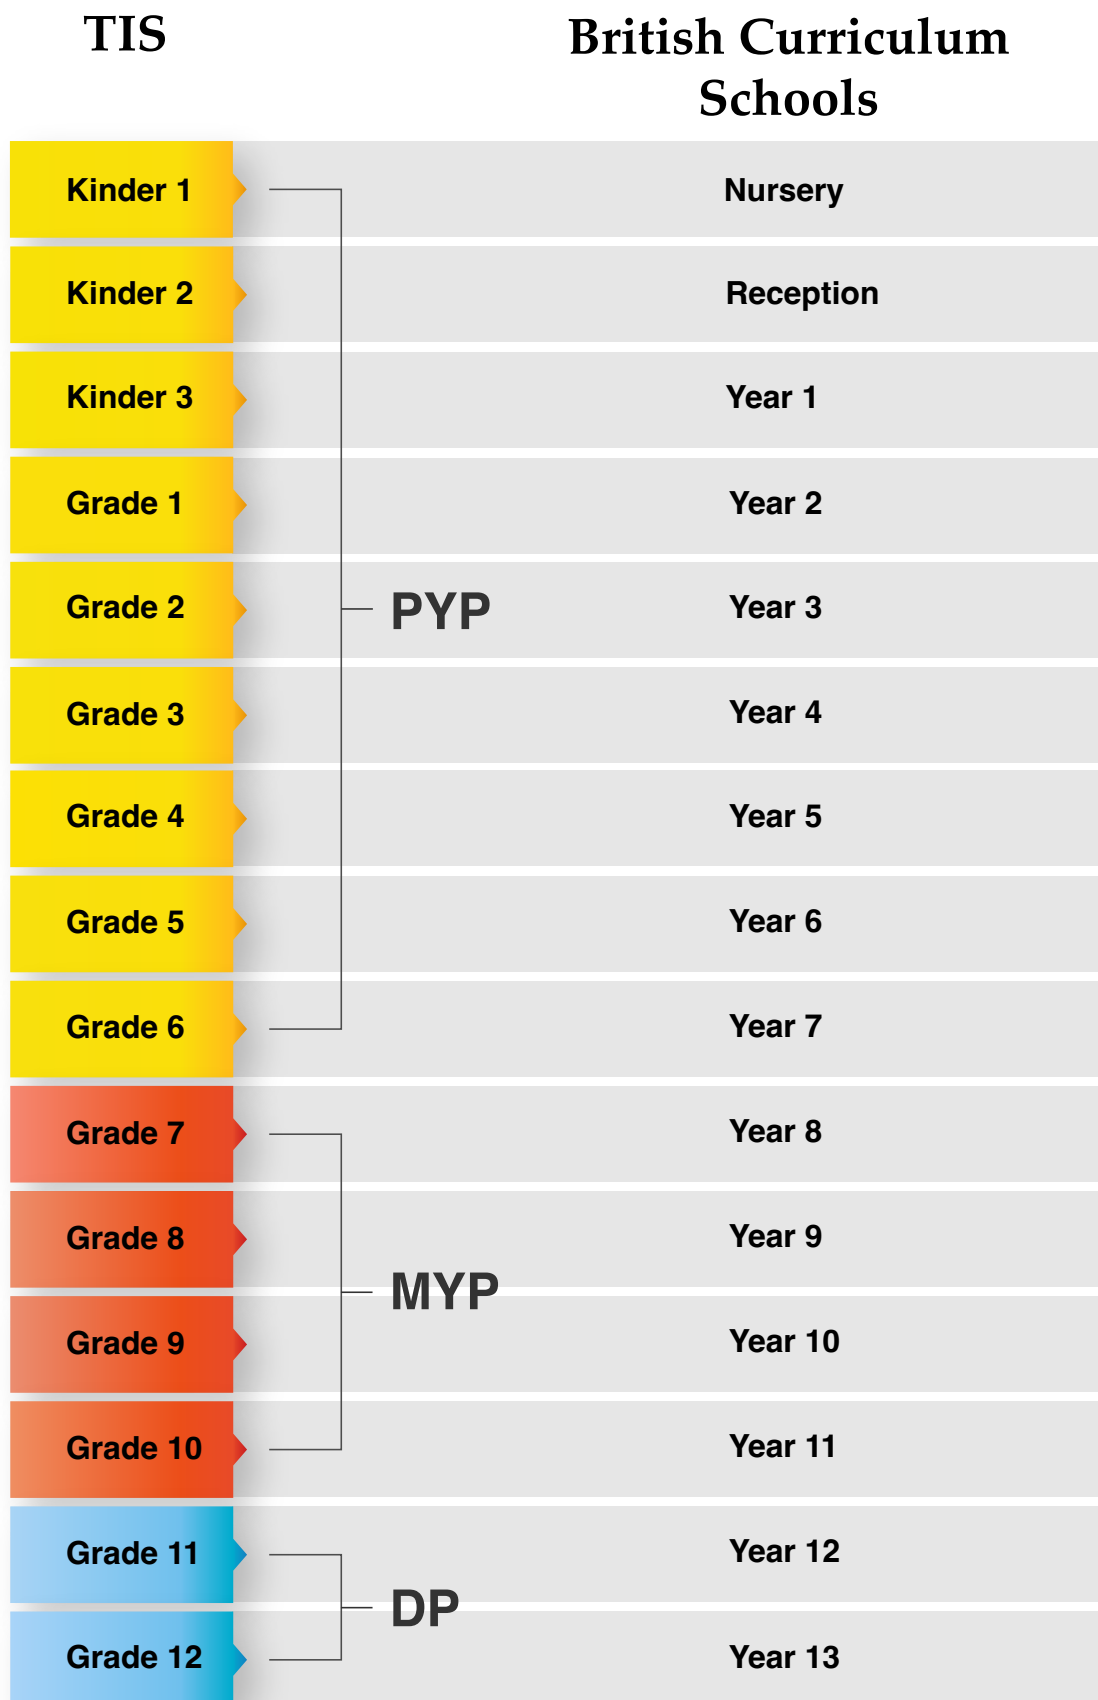 TIS
British Curriculum
Schools
Kinder 1
Nursery
Kinder 2
Reception
Kinder 3
Year 1
Grade 1
Year 2
Grade 2
PYP
Year 3
Grade 3
Year 4
Grade 4
Year 5
Grade 5
Year 6
Grade 6
Year 7
Grade 7
Year 8
Grade 8
Year 9
MYP
Grade 9
Year 10
Grade 10
Year 11
Grade 11
Year 12
DP
Grade 12
Year 13